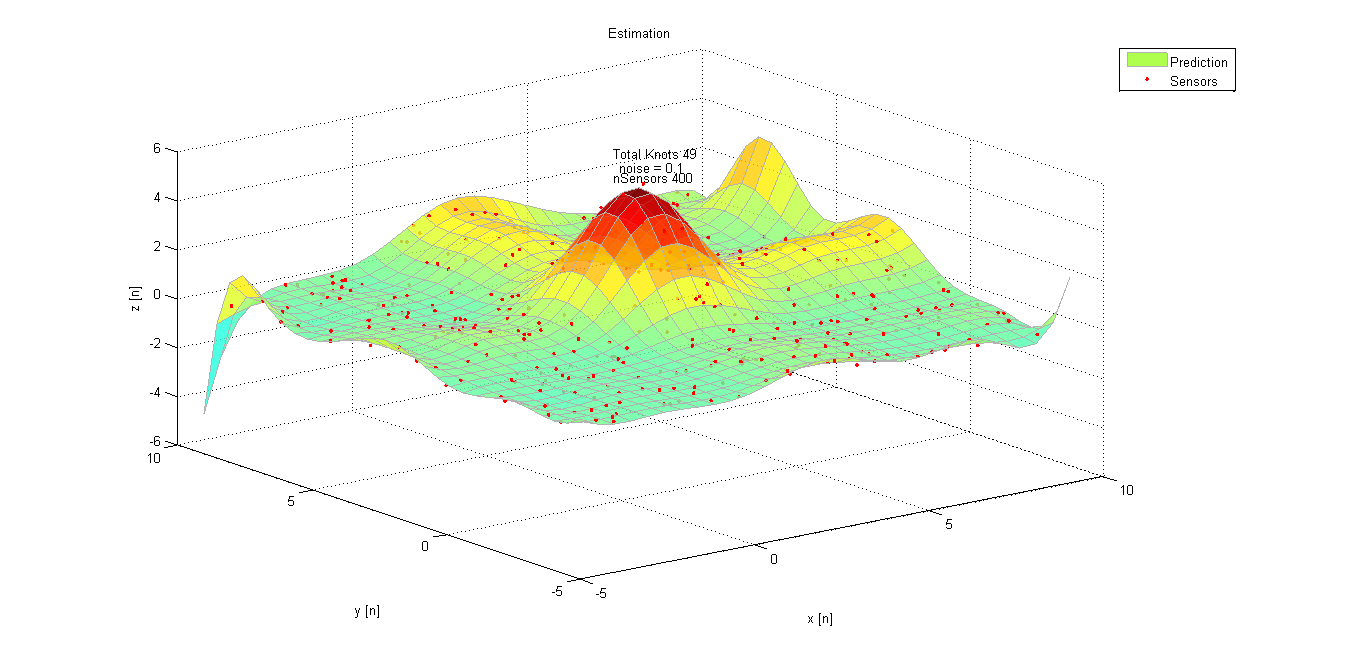 Estimation
Prediction
Sensors
Total Knots 49
noise = 0.1
nSensors 400
6
4
2
0
-2
-4
-6
z [n]
10
5
0
-5
y [n]
-5
0
5
10
x [n]